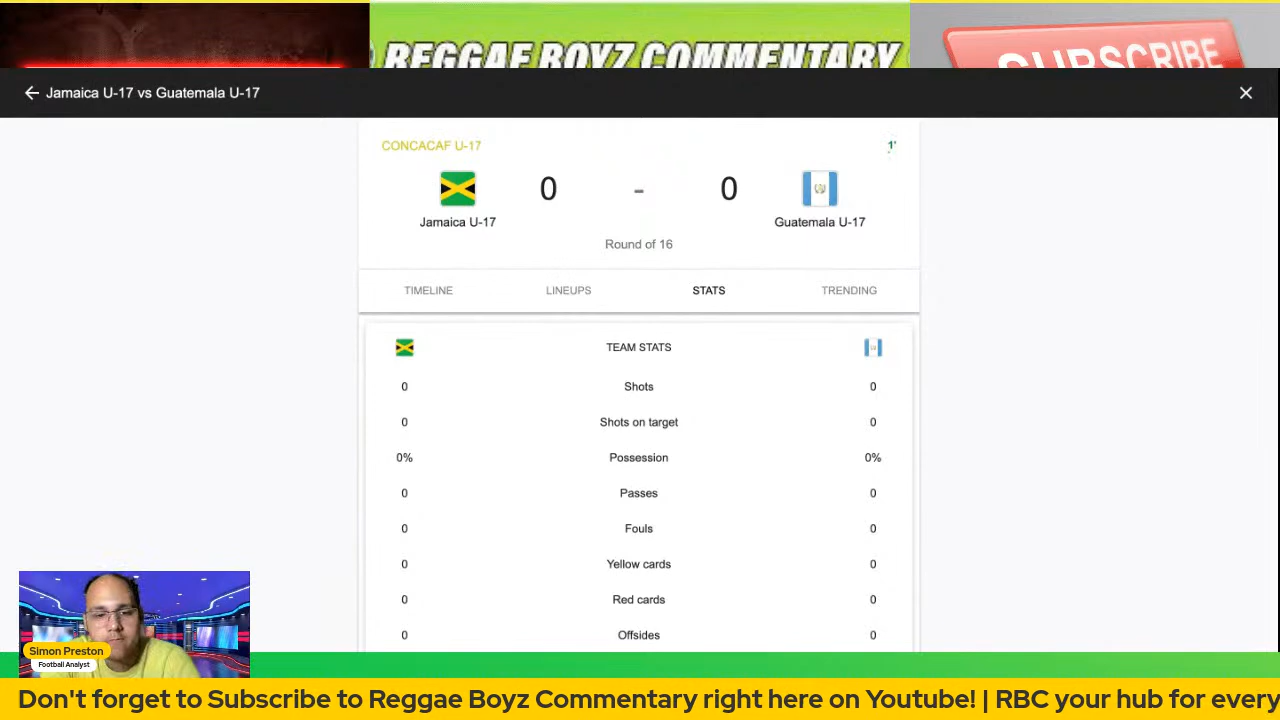 REGGAE BOYZ COMMENTARY
SUBSCRIBE
Jamaica U-17 vs Guatemala U-17
CONCACAF U-17
1'
0 - 0
Jamaica U-17 Guatemala U-17
Round of 16
TIMELINE LINEUPS STATS TRENDING
TEAM STATS
0 Shots 0
0 Shots on target 0
0% Possession 0%
0 Passes 0
0 Fouls 0
0 Yellow cards 0
0 Red cards 0
0 Offsides 0
Simon Preston
Football Analyst
Don't forget to Subscribe to Reggae Boyz Commentary right here on Youtube! | RBC your hub for every